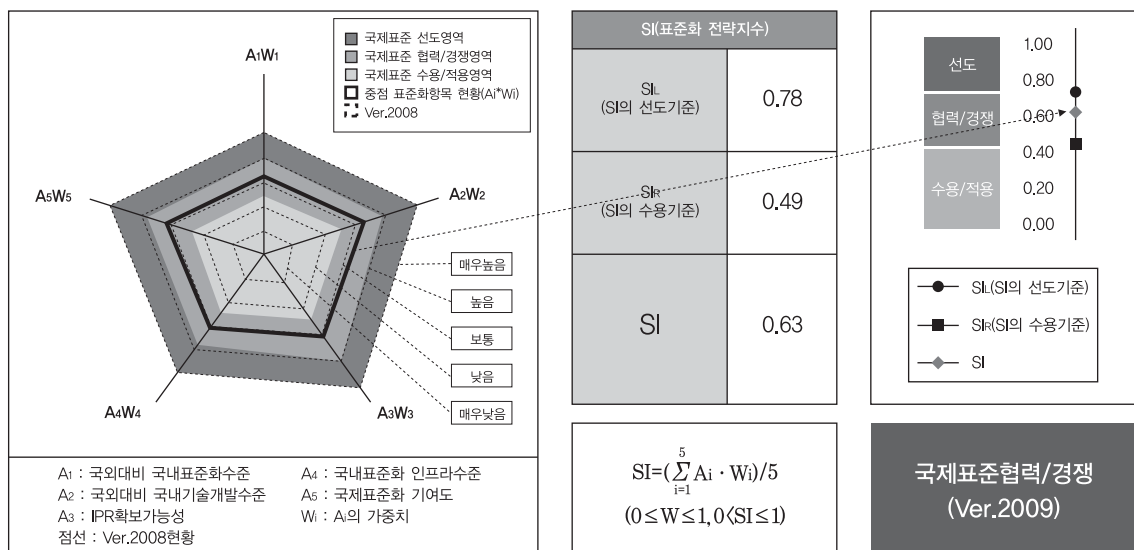 국제표준 선도영역
국제표준 협력/경쟁영역
국제표준 수용/적용영역
중점 표준화항목 현황(Ai*Wi)
Ver.2008
A₁W₁
A₂W₂
A₃W₃
A₄W₄
A₅W₅
매우높음
높음
보통
낮음
매우낮음
A₁ : 국외대비 국내표준화수준
A₂ : 국외대비 국내기술개발수준
A₃ : IPR확보가능성
점선 : Ver.2008현황
A₄ : 국내표준화 인프라수준
A₅ : 국제표준화 기여도
Wᵢ : Aᵢ의 가중치
SI(표준화 전략지수)
SIL
(SI의 선도기준)
0.78
SIR
(SI의 수용기준)
0.49
SI
0.63
SI=(∑Ai · Wi)/5
5
i=1
(0≤W≤1, 0<SI≤1)
선도
협력/경쟁
수용/적용
1.00
0.80
0.60
0.40
0.20
0.00
SIL(SI의 선도기준)
SIR(SI의 수용기준)
SI
국제표준협력/경쟁
(Ver.2009)